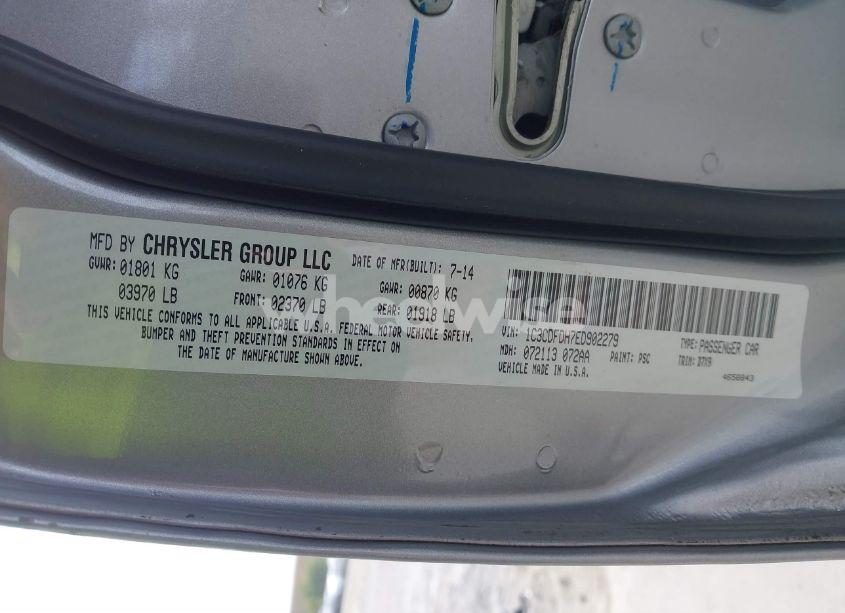 MFD BY CHRYSLER GROUP LLC DATE OF MFR(BUILT): 7-14
GVWR: 01801 KG GAWR: 01076 KG GAWR: 00870 KG
03970 LB FRONT: 02370 LB REAR: 01918 LB
THIS VEHICLE CONFORMS TO ALL APPLICABLE U.S.A. FEDERAL MOTOR VEHICLE SAFETY,
BUMPER AND THEFT PREVENTION STANDARDS IN EFFECT ON
THE DATE OF MANUFACTURE SHOWN ABOVE.
VIN: 1C3CDFDH7ED902279 TYPE: PASSENGER CAR
MDH: 072113 072AA PAINT: PSC TRIM: D7X9
VEHICLE MADE IN U.S.A. 4658043
wheelwise